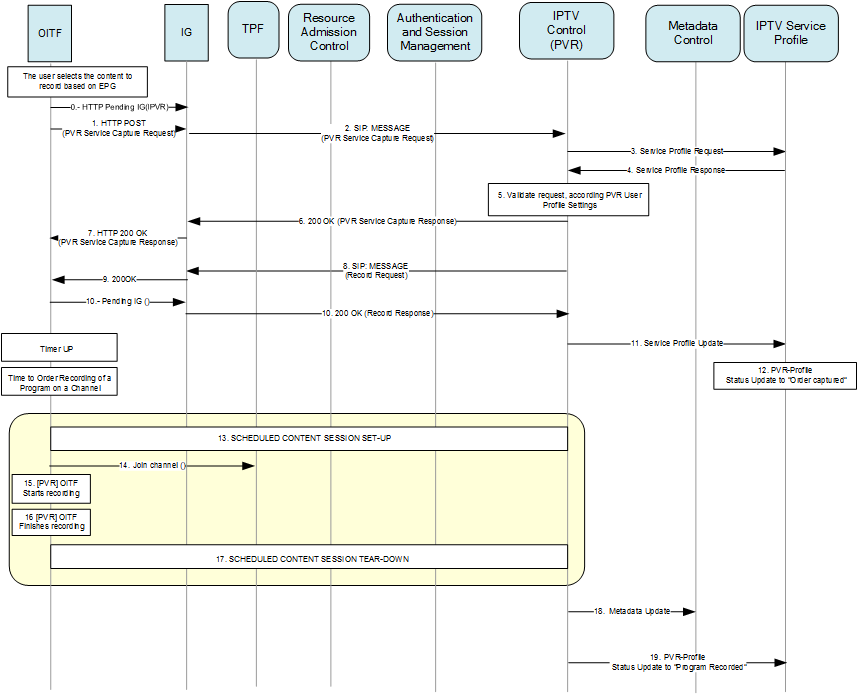 OITF
IG
TPF
Resource
Admission
Control
Authentication
and Session
Management
IPTV
Control
(PVR)
Metadata
Control
IPTV Service
Profile
The user selects the content to
record based on EPG
0.- HTTP Pending IG(IPVR)
1. HTTP POST
(PVR Service Capture Request)
2. SIP: MESSAGE
(PVR Service Capture Request)
3. Service Profile Request
4. Service Profile Response
5. Validate request, according PVR User
Profile Settings
6. 200 OK (PVR Service Capture Response)
7. HTTP 200 OK
(PVR Service Capture Response)
8. SIP: MESSAGE
(Record Request)
9. 200OK
10.- Pending IG ()
10. 200 OK (Record Response)
11. Service Profile Update
Timer UP
12. PVR-Profile
Status Update to "Order captured"
Time to Order Recording of a
Program on a Channel
13. SCHEDULED CONTENT SESSION SET-UP
14. Join channel ()
15. [PVR] OITF
Starts recording
16 [PVR] OITF
Finishes recording
17. SCHEDULED CONTENT SESSION TEAR-DOWN
18. Metadata Update
19. PVR-Profile
Status Update to "Program Recorded"